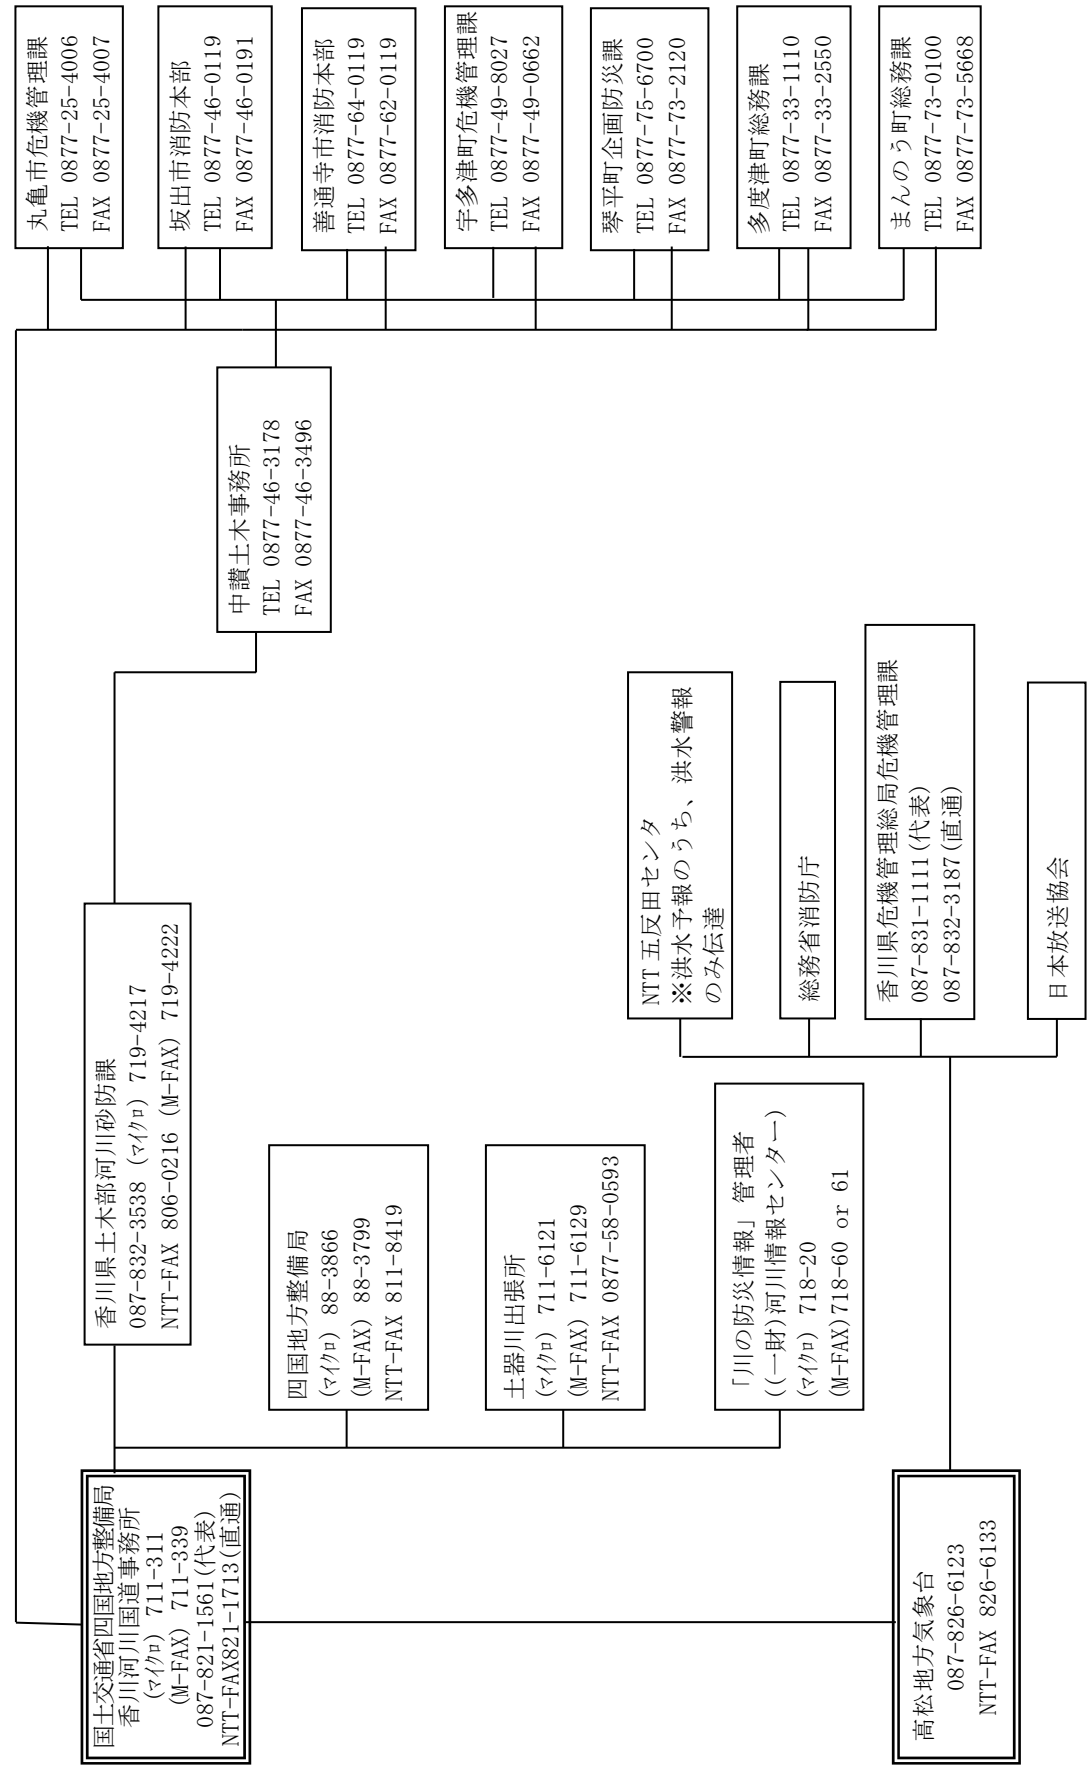 国土交通省四国地方整備局
香川河川国道事務所
(ﾏｲｸﾛ) 711-311
(M-FAX) 711-339
087-821-1561(代表)
NTT-FAX821-1713(直通)
高松地方気象台
087-826-6123
NTT-FAX 826-6133
香川県土木部河川砂防課
087-832-3538 (ﾏｲｸﾛ) 719-4217
NTT-FAX 806-0216 (M-FAX) 719-4222
四国地方整備局
(ﾏｲｸﾛ) 88-3866
(M-FAX) 88-3799
NTT-FAX 811-8419
土器川出張所
(ﾏｲｸﾛ) 711-6121
(M-FAX) 711-6129
NTT-FAX 0877-58-0593
「川の防災情報」管理者
((一財)河川情報センター)
(ﾏｲｸﾛ) 718-20
(M-FAX)718-60 or 61
NTT 五反田センタ
※洪水予報のうち、洪水警報
のみ伝達
総務省消防庁
香川県危機管理総局危機管理課
087-831-1111(代表)
087-832-3187(直通)
日本放送協会
中讃土木事務所
TEL 0877-46-3178
FAX 0877-46-3496
丸亀市危機管理課
TEL 0877-25-4006
FAX 0877-25-4007
坂出市消防本部
TEL 0877-46-0119
FAX 0877-46-0191
善通寺市消防本部
TEL 0877-64-0119
FAX 0877-62-0119
宇多津町危機管理課
TEL 0877-49-8027
FAX 0877-49-0662
琴平町企画防災課
TEL 0877-75-6700
FAX 0877-73-2120
多度津町総務課
TEL 0877-33-1110
FAX 0877-33-2550
まんのう町総務課
TEL 0877-73-0100
FAX 0877-73-5668